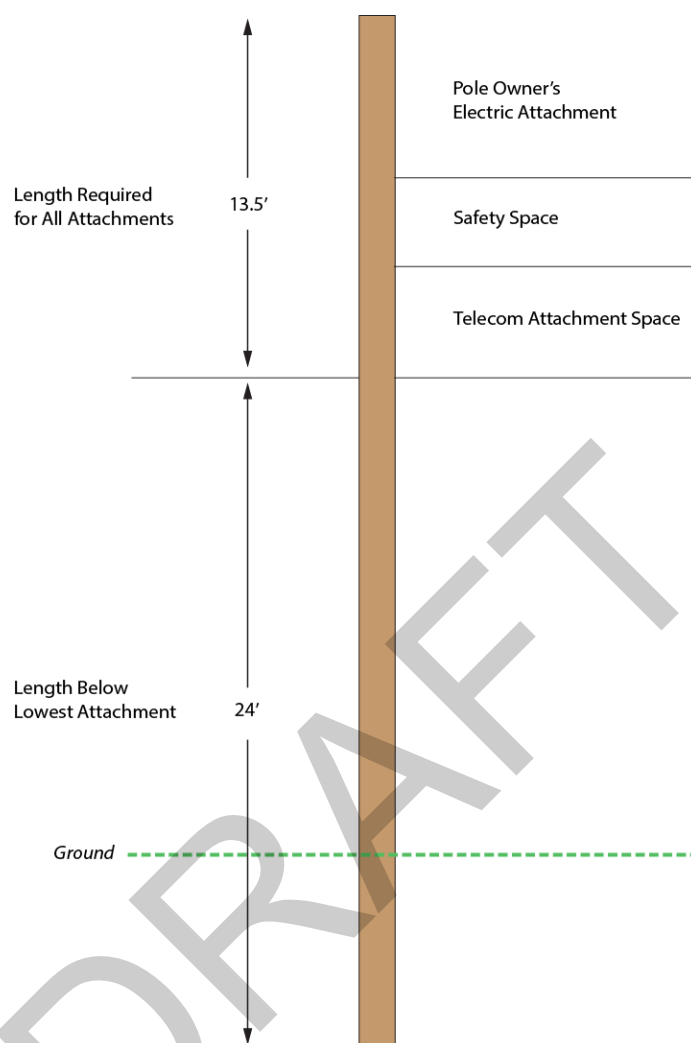 Pole Owner’s
Electric Attachment
Length Required
for All Attachments
13.5’
Safety Space
Telecom Attachment Space
Length Below
Lowest Attachment
24’
Ground
DRAFT